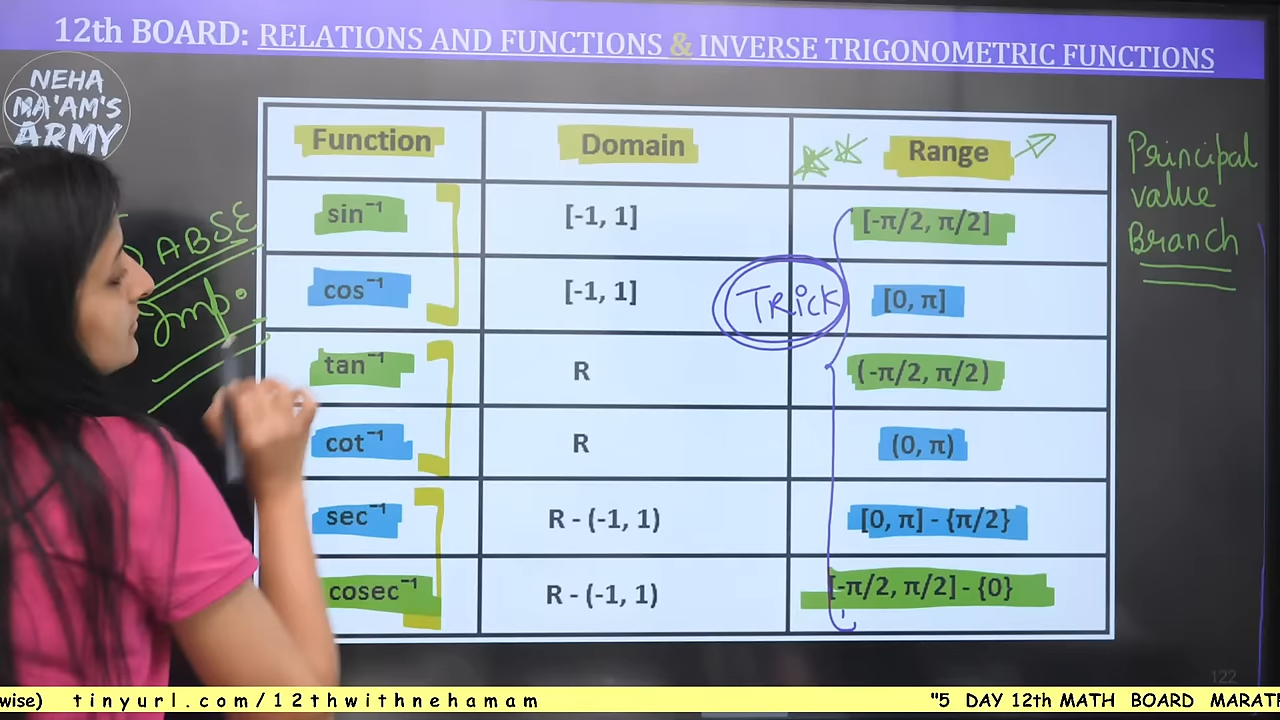 12th BOARD: RELATIONS AND FUNCTIONS & INVERSE TRIGONOMETRIC FUNCTIONS
NEHA
MA'AM'S
ARMY
Function Domain Range
sin⁻¹ [-1, 1] [-π/2, π/2]
cos⁻¹ [-1, 1] [0, π]
tan⁻¹ R (-π/2, π/2)
cot⁻¹ R (0, π)
sec⁻¹ R - (-1, 1) [0, π] - {π/2}
cosec⁻¹ R - (-1, 1) [-π/2, π/2] - {0}
TRICK
Principal
value
Branch
Imp.
122
wise) tinyurl.com/12thwithnehamam "5 DAY 12th MATH BOARD MARAT